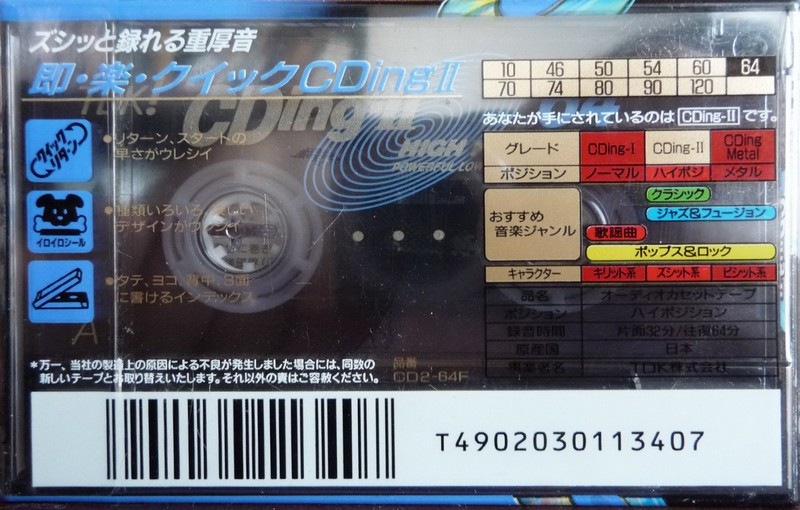 ズシッと録れる重厚音
即・楽・クイックCDingⅡ
10 46 50 54 60 64
70 74 80 90 120
TDK:
CDingⅡ
64
HIGH
あなたが手にされているのは CDing-Ⅱ です。
クイックリターン
●リターン、スタートの
早さがウレシイ
グレード CDing-Ⅰ CDing-Ⅱ CDing Metal
ポジション ノーマル ハイポジ メタル
イロイロシール
●種類いろいろ、
デザインが
おすすめ
音楽ジャンル
クラシック
ジャズ&フュージョン
歌謡曲
ポップス&ロック
キャラクター キリット系 ズシット系 ビシット系
●タテ、ヨコ、背中、3面
に書けるインデックス
A
品名 オーディオカセットテープ
ポジション ハイポジション
録音時間 片面32分/往復64分
原産国 日本
事業者名 TDK株式会社
*万一、当社の製造上の原因による不良が発生しました場合には、同数の
新しいテープとお取り替えいたします。それ以外の責はご容赦ください。
品番
CD2-64F
T4902030113407